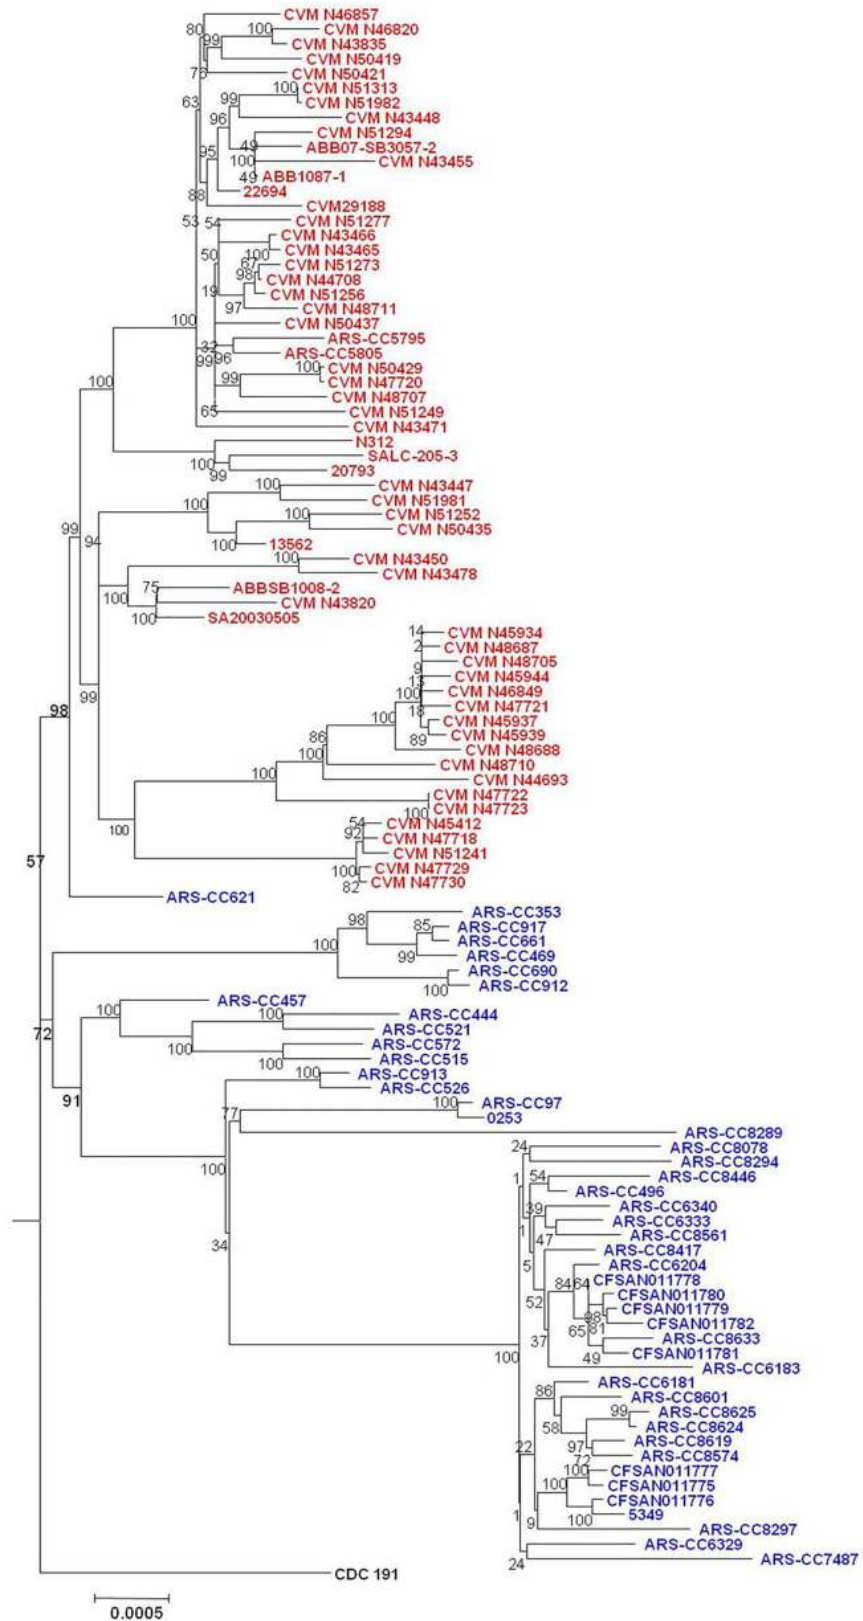 CVM N46857
80
100
CVM N46820
99
CVM N43835
CVM N50419
76
CVM N50421
100
CVM N51313
63
99
CVM N51982
96
CVM N43448
CVM N51294
49
ABB07-SB3057-2
95
100
CVM N43455
49
ABB1087-1
88
22694
CVM29188
53
54
CVM N51277
CVM N43466
50
100
CVM N43465
67
CVM N51273
98
CVM N44708
19
CVM N51256
97
CVM N48711
100
CVM N50437
ARS-CC5795
32
99
96
ARS-CC5805
100
CVM N50429
99
CVM N47720
100
CVM N48707
65
CVM N51249
CVM N43471
N312
SALC-205-3
100
99
20793
100
CVM N43447
100
CVM N51981
100
CVM N51252
99
CVM N50435
94
100
13562
100
CVM N43450
CVM N43478
75
ABBSB1008-2
100
CVM N43820
100
SA20030505
14
CVM N45934
2
CVM N48687
CVM N48705
9
CVM N45944
13
99
100
CVM N46849
18
CVM N47721
98
100
CVM N45937
86
89
CVM N45939
100
CVM N48688
CVM N48710
100
CVM N44693
CVM N47722
100
CVM N47723
100
54
CVM N45412
92
CVM N47718
CVM N51241
57
100
CVM N47729
82
CVM N47730
ARS-CC621
98
ARS-CC353
85
ARS-CC917
100
ARS-CC661
99
ARS-CC469
ARS-CC690
100
ARS-CC912
ARS-CC457
100
100
ARS-CC444
72
ARS-CC521
100
ARS-CC572
100
ARS-CC515
100
ARS-CC913
91
ARS-CC526
100
ARS-CC97
77
0253
ARS-CC8289
24
ARS-CC8078
100
ARS-CC8294
1
54
ARS-CC8446
ARS-CC496
39
ARS-CC6340
ARS-CC6333
1
47
ARS-CC8561
34
ARS-CC8417
5
ARS-CC6204
84
64
CFSAN011778
CFSAN011780
52
98
CFSAN011779
65
81
CFSAN011782
37
ARS-CC8633
100
49
CFSAN011781
ARS-CC6183
86
ARS-CC6181
ARS-CC8601
99
ARS-CC8625
58
ARS-CC8624
22
97
ARS-CC8619
72
ARS-CC8574
100
CFSAN011777
100
CFSAN011775
CFSAN011776
1
9
100
5349
ARS-CC8297
ARS-CC6329
24
ARS-CC7487
CDC 191
0.0005